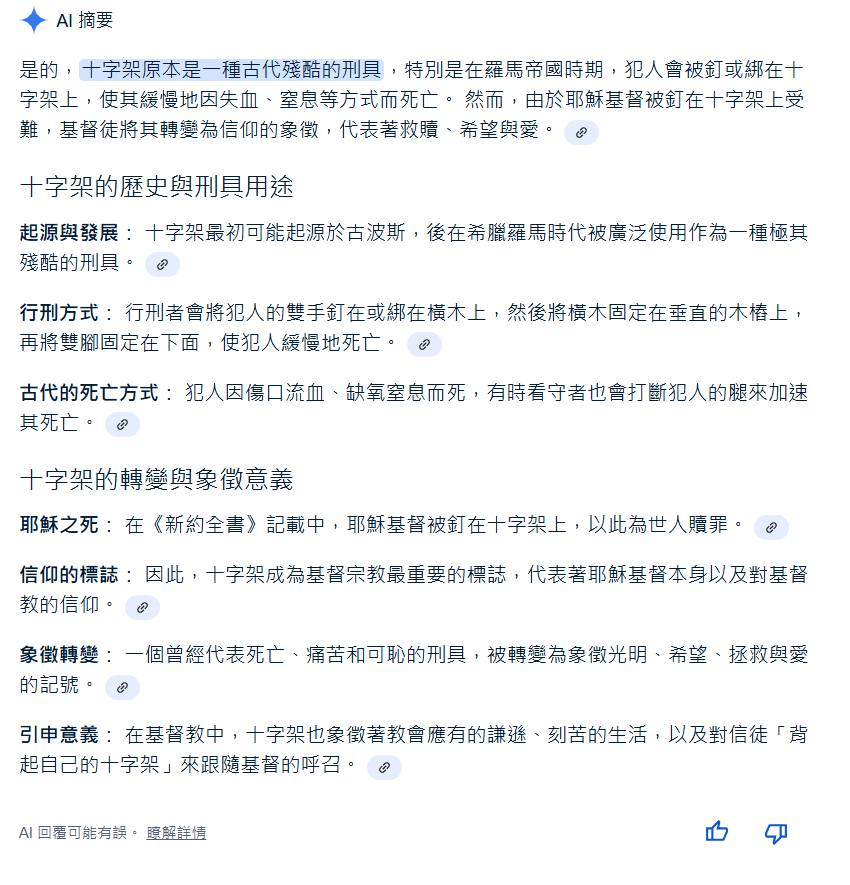 AI 摘要
是的，十字架原本是一種古代殘酷的刑具，特別是在羅馬帝國時期，犯人會被釘或綁在十
字架上，使其緩慢地因失血、窒息等方式而死亡。 然而，由於耶穌基督被釘在十字架上受
難，基督徒將其轉變為信仰的象徵，代表著救贖、希望與愛。
十字架的歷史與刑具用途
起源與發展： 十字架最初可能起源於古波斯，後在希臘羅馬時代被廣泛使用作為一種極其
殘酷的刑具。
行刑方式： 行刑者會將犯人的雙手釘在或綁在橫木上，然後將橫木固定在垂直的木樁上，
再將雙腳固定在下面，使犯人緩慢地死亡。
古代的死亡方式： 犯人因傷口流血、缺氧窒息而死，有時看守者也會打斷犯人的腿來加速
其死亡。
十字架的轉變與象徵意義
耶穌之死： 在《新約全書》記載中，耶穌基督被釘在十字架上，以此為世人贖罪。
信仰的標誌： 因此，十字架成為基督宗教最重要的標誌，代表著耶穌基督本身以及對基督
教的信仰。
象徵轉變： 一個曾經代表死亡、痛苦和可恥的刑具，被轉變為象徵光明、希望、拯救與愛
的記號。
引申意義： 在基督教中，十字架也象徵著教會應有的謙遜、刻苦的生活，以及對信徒「背
起自己的十字架」來跟隨基督的呼召。
AI 回覆可能有誤。 瞭解詳情